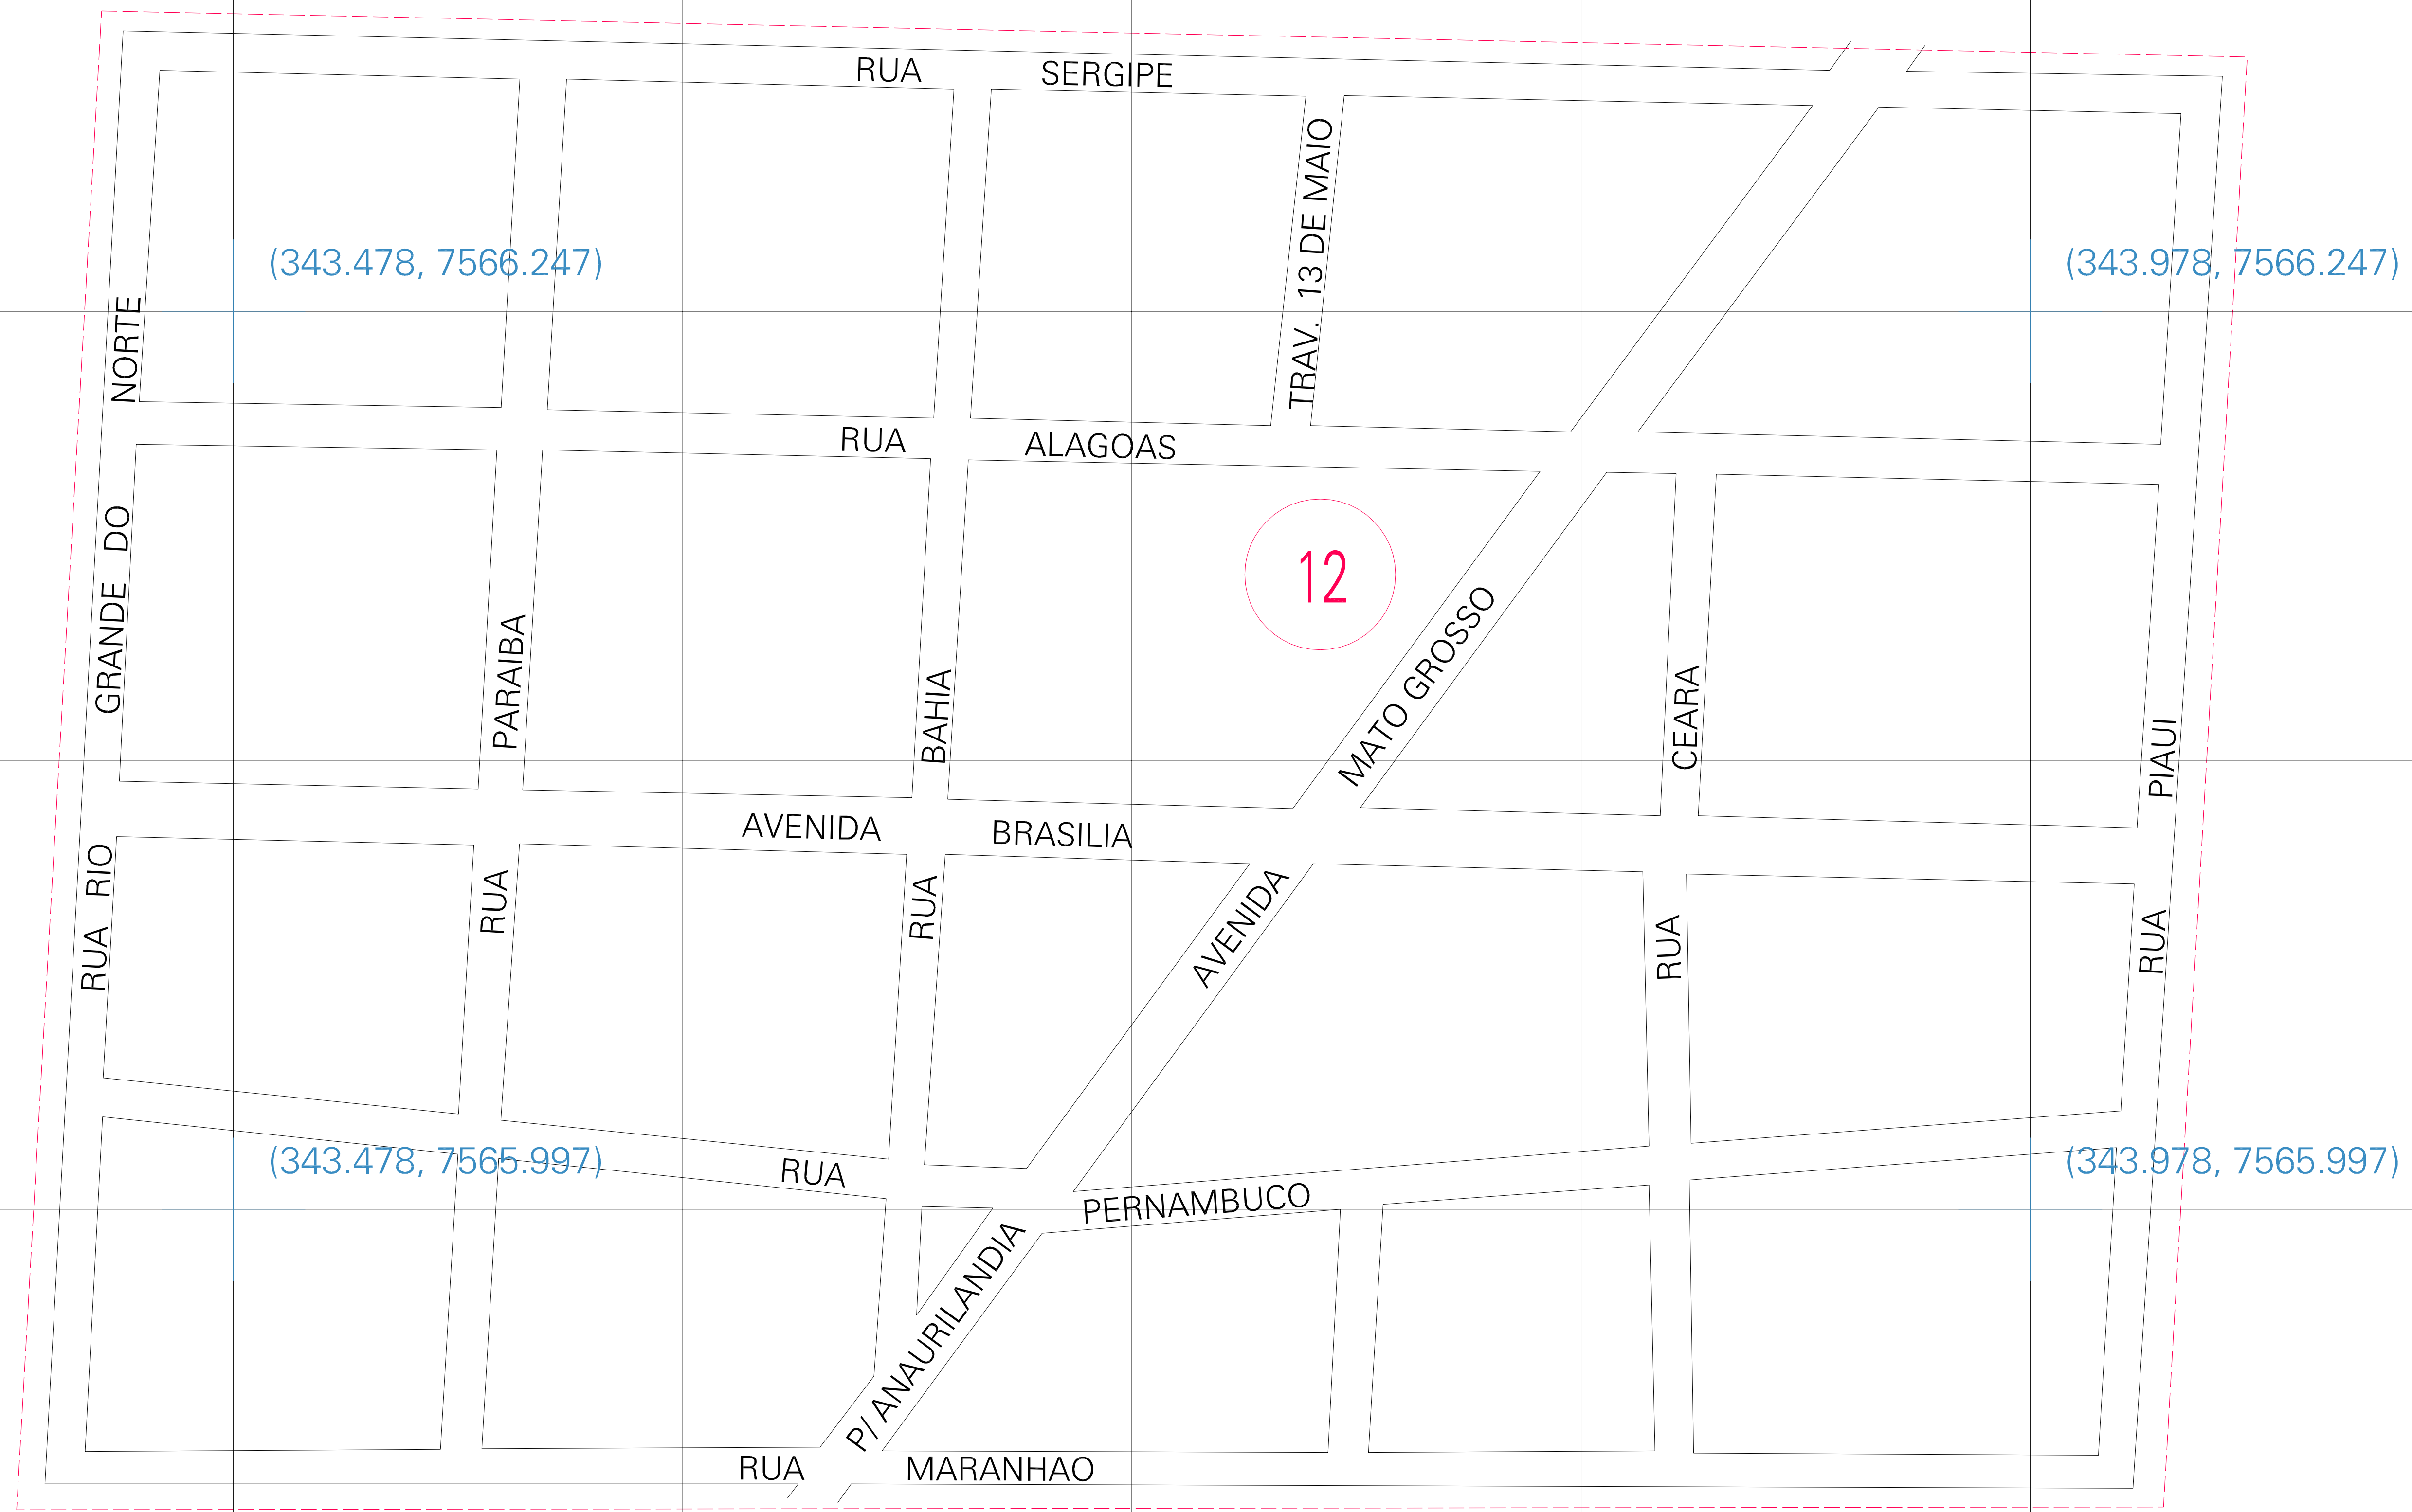 RUA SERGIPE
TRAV. 13 DE MAIO
(343.478, 7566.247)
(343.978, 7566.247)
RUA RIO GRANDE DO NORTE
RUA ALAGOAS
12
RUA PARAIBA
RUA BAHIA
AVENIDA MATO GROSSO
RUA CEARA
RUA PIAUI
AVENIDA BRASILIA
(343.478, 7565.997)
(343.978, 7565.997)
RUA PERNAMBUCO
P/ ANAURILANDIA
RUA MARANHAO